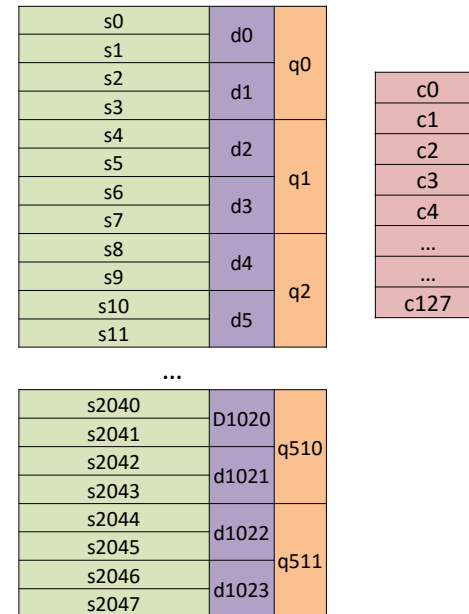 s0 d0 q0
s1
s2 d1
s3
s4 d2 q1
s5
s6 d3
s7
s8 d4 q2
s9
s10 d5
s11
...
s2040 D1020 q510
s2041
s2042 d1021
s2043
s2044 d1022 q511
s2045
s2046 d1023
s2047
c0
c1
c2
c3
c4
...
...
c127